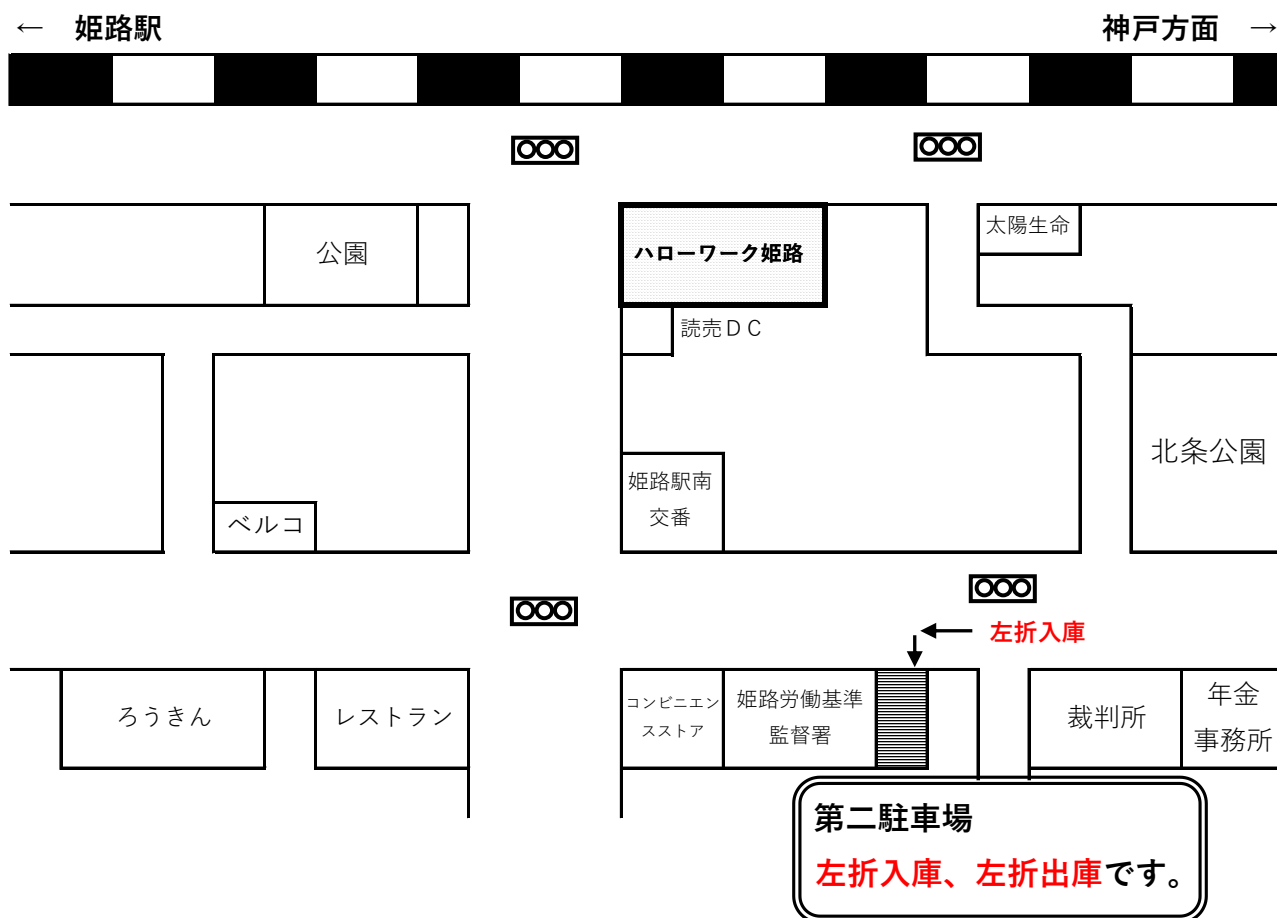 ← 姫路駅
神戸方面 →
公園
ハローワーク姫路
太陽生命
読売ＤＣ
北条公園
姫路駅南
交番
ベルコ
左折入庫
ろうきん
レストラン
コンビニエン
スストア
姫路労働基準
監督署
裁判所
年金
事務所
第二駐車場
左折入庫、左折出庫です。